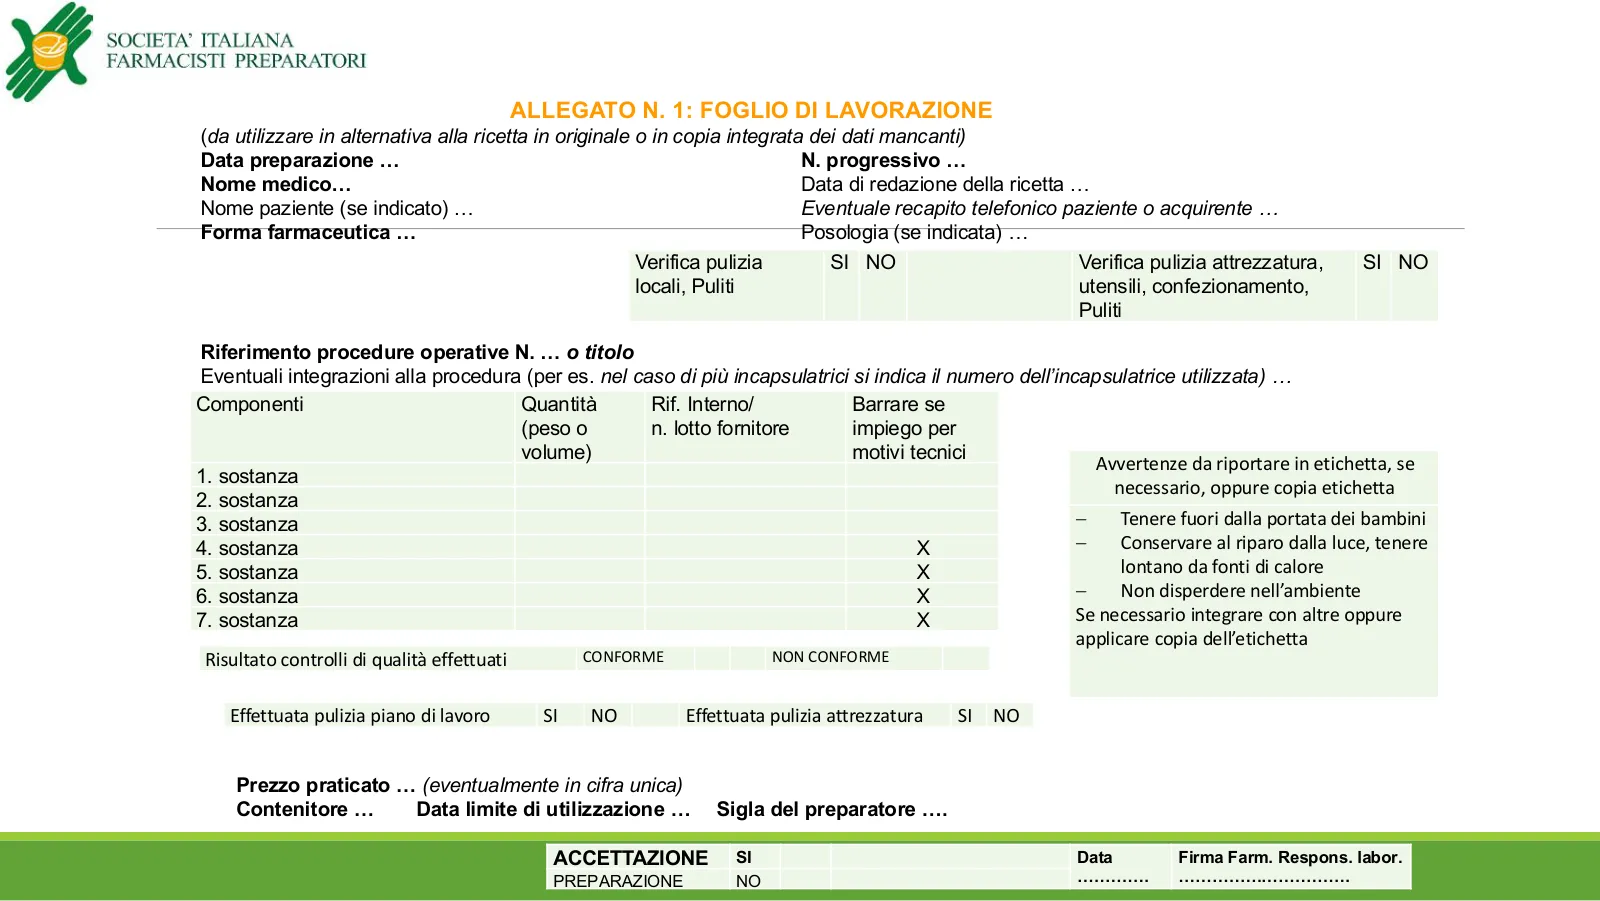 SOCIETA' ITALIANA
FARMACISTI PREPARATORI
ALLEGATO N. 1: FOGLIO DI LAVORAZIONE
(da utilizzare in alternativa alla ricetta in originale o in copia integrata dei dati mancanti)
Data preparazione … N. progressivo …
Nome medico… Data di redazione della ricetta …
Nome paziente (se indicato) … Eventuale recapito telefonico paziente o acquirente …
Forma farmaceutica … Posologia (se indicata) …
Verifica pulizia SI NO Verifica pulizia attrezzatura, SI NO
locali, Puliti utensili, confezionamento,
Puliti
Riferimento procedure operative N. … o titolo
Eventuali integrazioni alla procedura (per es. nel caso di più incapsulatrici si indica il numero dell'incapsulatrice utilizzata) …
Componenti Quantità Rif. Interno/ Barrare se
(peso o n. lotto fornitore impiego per
volume) motivi tecnici
1. sostanza
2. sostanza
3. sostanza
4. sostanza X
5. sostanza X
6. sostanza X
7. sostanza X
Avvertenze da riportare in etichetta, se
necessario, oppure copia etichetta
– Tenere fuori dalla portata dei bambini
– Conservare al riparo dalla luce, tenere
lontano da fonti di calore
– Non disperdere nell'ambiente
Se necessario integrare con altre oppure
applicare copia dell'etichetta
Risultato controlli di qualità effettuati CONFORME NON CONFORME
Effettuata pulizia piano di lavoro SI NO Effettuata pulizia attrezzatura SI NO
Prezzo praticato … (eventualmente in cifra unica)
Contenitore … Data limite di utilizzazione … Sigla del preparatore ….
ACCETTAZIONE SI Data Firma Farm. Respons. labor.
PREPARAZIONE NO …………. …………………………